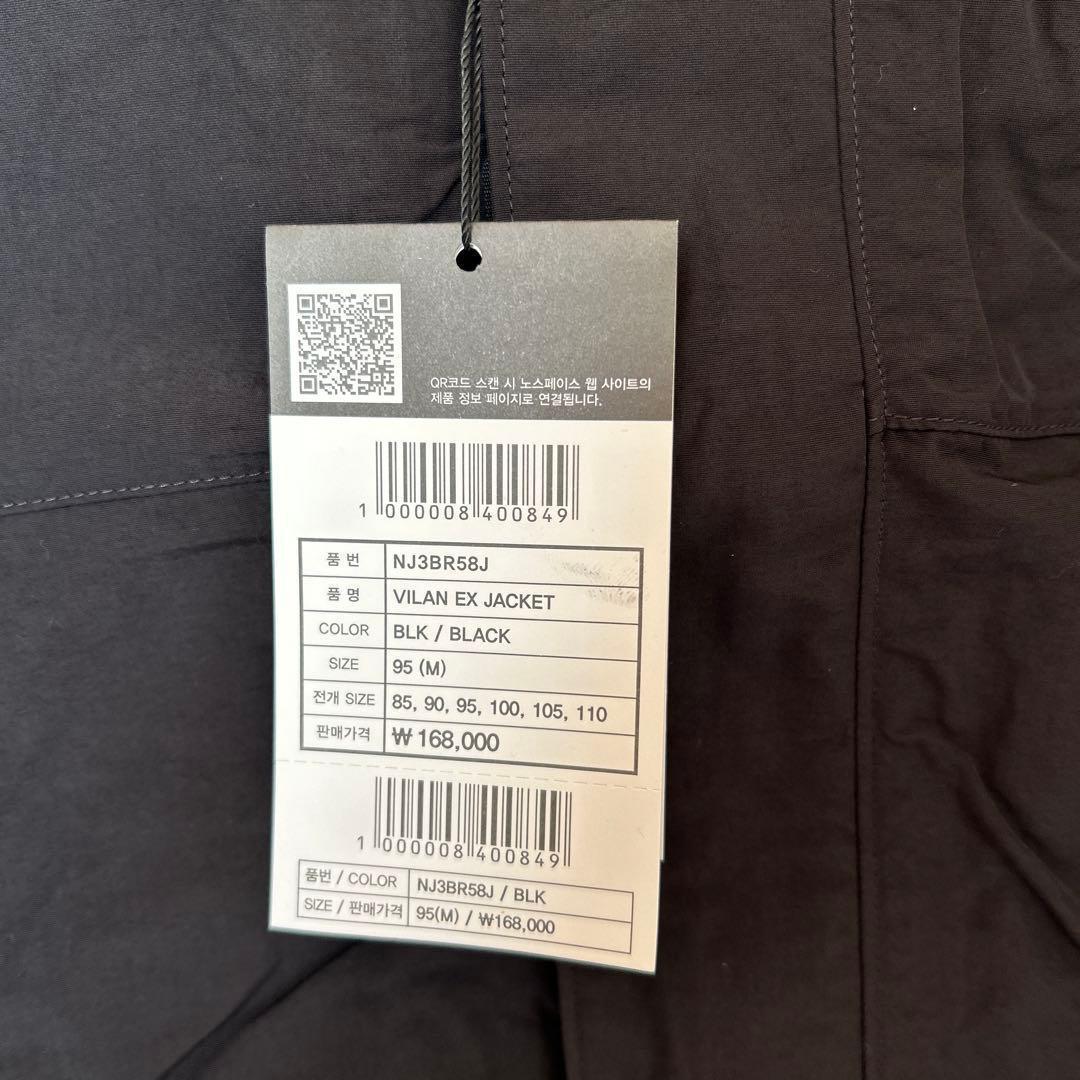 QR코드 스캔 시 노스페이스 웹 사이트의
제품 정보 페이지로 연결됩니다.
1 000008 400849
품 번 NJ3BR58J
품 명 VILAN EX JACKET
COLOR BLK / BLACK
SIZE 95 (M)
전개 SIZE 85, 90, 95, 100, 105, 110
판매가격 ₩168,000
1 000008 400849
품번 / COLOR NJ3BR58J / BLK
SIZE / 판매가격 95(M) / ₩168,000